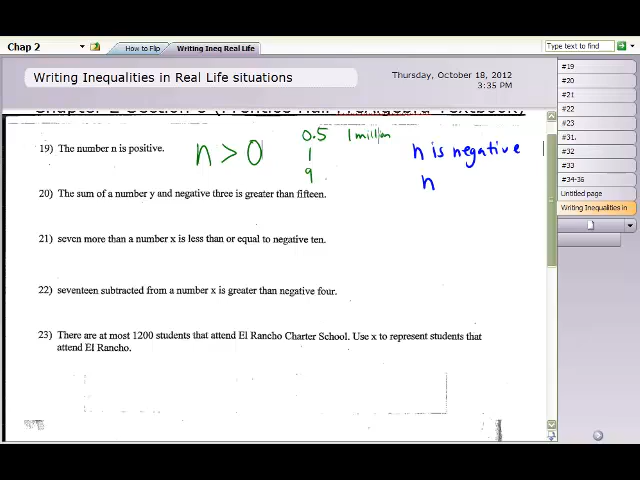 Chap 2
How to Flip
Writing Ineq Real Life
Type text to find
Writing Inequalities in Real Life situations
Thursday, October 18, 2012
3:35 PM
#19
#20
#21
#22
#23
#31.
#32
#33
#34-36
Untitled page
Writing Inequalities in
19) The number n is positive.
n > 0
0.5 1 million
1
9
n is negative
n
20) The sum of a number y and negative three is greater than fifteen.
21) seven more than a number x is less than or equal to negative ten.
22) seventeen subtracted from a number x is greater than negative four.
23) There are at most 1200 students that attend El Rancho Charter School. Use x to represent students that
attend El Rancho.